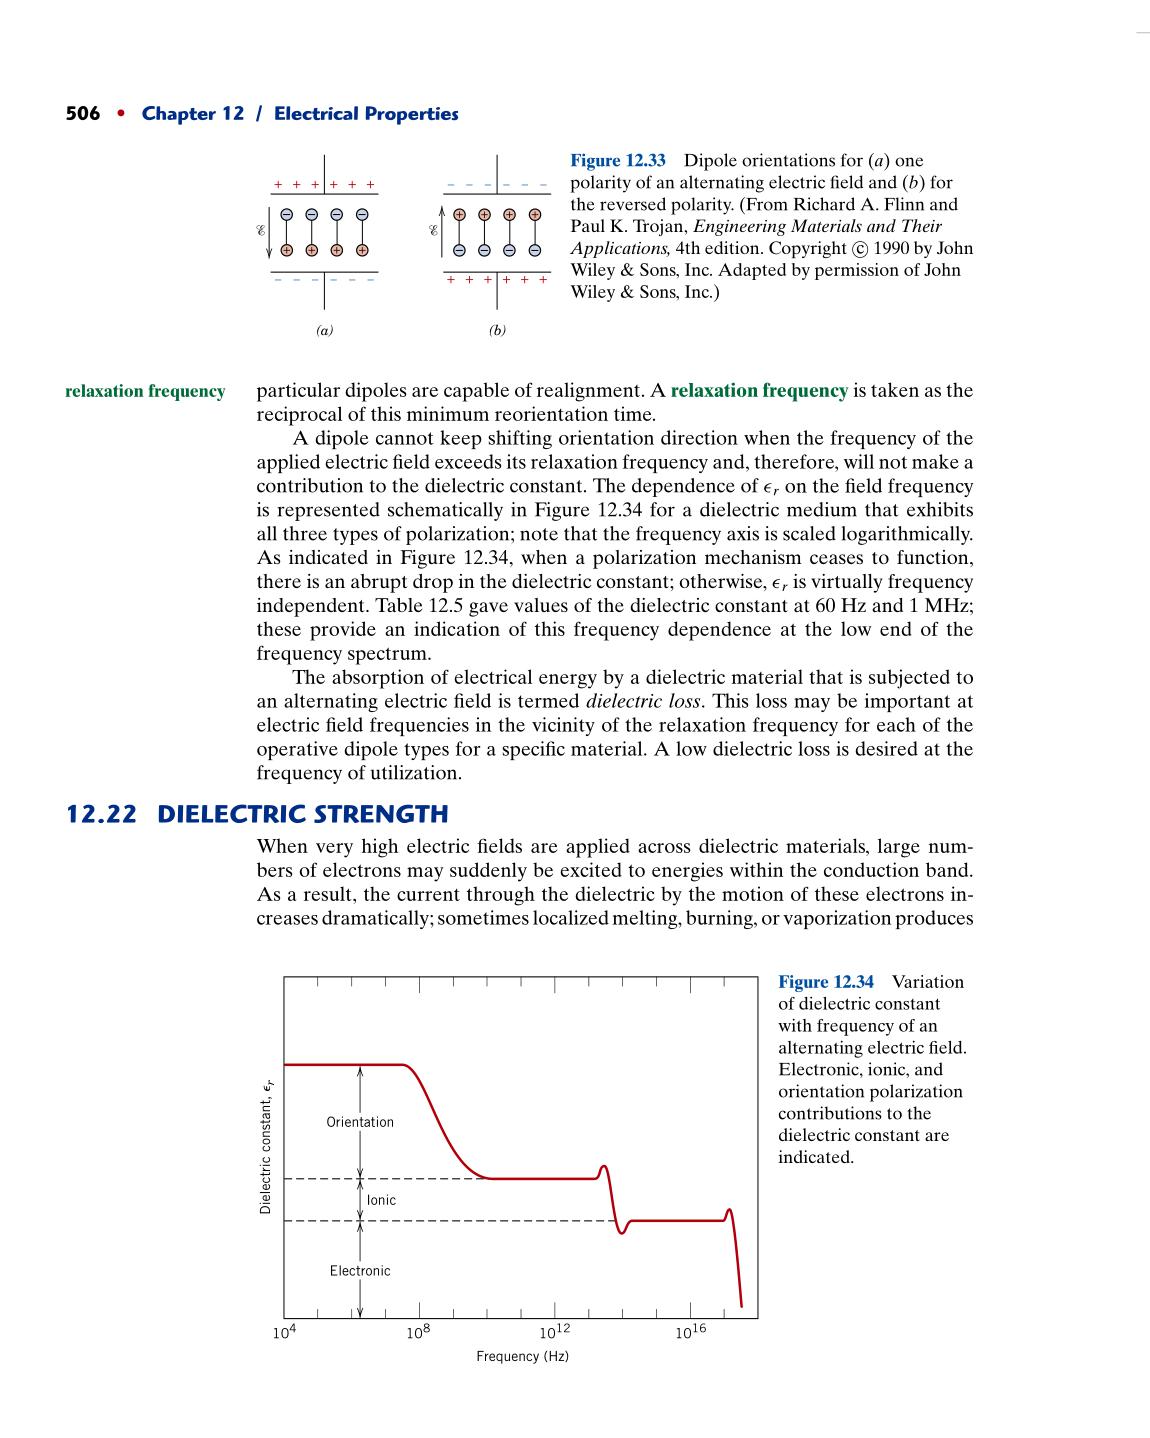 506 • Chapter 12 / Electrical Properties
+ + + + + +
ℰ
− − − −
+ + + +
− − − − − −
(a)
− − − − − −
ℰ
+ + + +
− − − −
+ + + + + +
(b)
Figure 12.33 Dipole orientations for (a) one
polarity of an alternating electric field and (b) for
the reversed polarity. (From Richard A. Flinn and
Paul K. Trojan, Engineering Materials and Their
Applications, 4th edition. Copyright © 1990 by John
Wiley & Sons, Inc. Adapted by permission of John
Wiley & Sons, Inc.)
relaxation frequency
particular dipoles are capable of realignment. A relaxation frequency is taken as the
reciprocal of this minimum reorientation time.
A dipole cannot keep shifting orientation direction when the frequency of the
applied electric field exceeds its relaxation frequency and, therefore, will not make a
contribution to the dielectric constant. The dependence of ϵr on the field frequency
is represented schematically in Figure 12.34 for a dielectric medium that exhibits
all three types of polarization; note that the frequency axis is scaled logarithmically.
As indicated in Figure 12.34, when a polarization mechanism ceases to function,
there is an abrupt drop in the dielectric constant; otherwise, ϵr is virtually frequency
independent. Table 12.5 gave values of the dielectric constant at 60 Hz and 1 MHz;
these provide an indication of this frequency dependence at the low end of the
frequency spectrum.
The absorption of electrical energy by a dielectric material that is subjected to
an alternating electric field is termed dielectric loss. This loss may be important at
electric field frequencies in the vicinity of the relaxation frequency for each of the
operative dipole types for a specific material. A low dielectric loss is desired at the
frequency of utilization.
12.22 DIELECTRIC STRENGTH
When very high electric fields are applied across dielectric materials, large num-
bers of electrons may suddenly be excited to energies within the conduction band.
As a result, the current through the dielectric by the motion of these electrons in-
creases dramatically; sometimes localized melting, burning, or vaporization produces
Dielectric constant, ϵr
Orientation
Ionic
Electronic
10⁴ 10⁸ 10¹² 10¹⁶
Frequency (Hz)
Figure 12.34 Variation
of dielectric constant
with frequency of an
alternating electric field.
Electronic, ionic, and
orientation polarization
contributions to the
dielectric constant are
indicated.